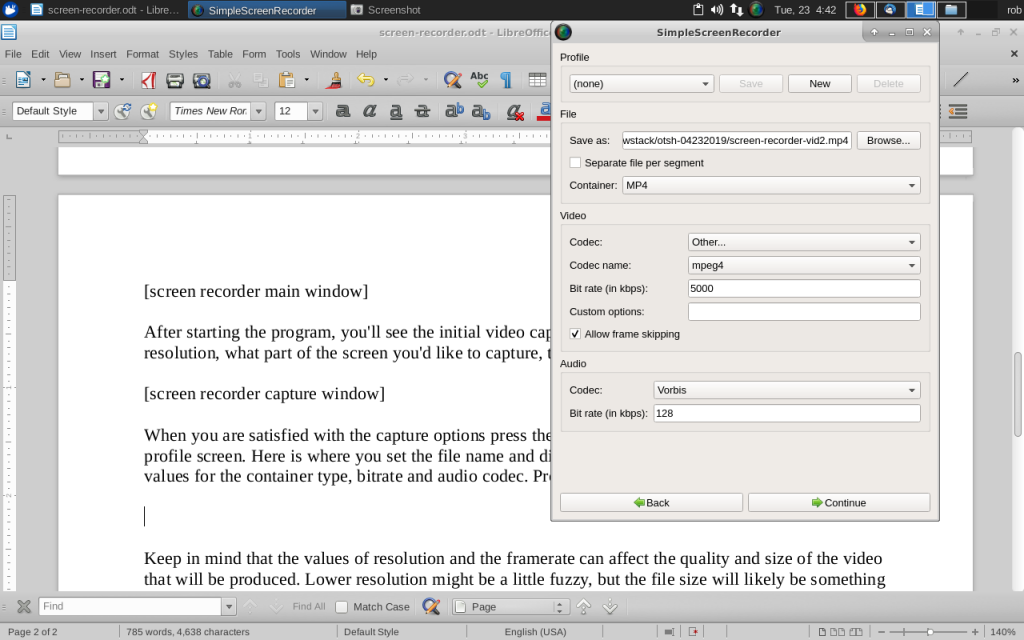 screen-recorder.odt - Libre...
SimpleScreenRecorder
Screenshot
Tue, 23 4:42
rob
screen-recorder.odt - LibreOffic
File Edit View Insert Format Styles Table Form Tools Window Help
Abc
Default Style
Times New Ror
12
[screen recorder main window]
After starting the program, you'll see the initial video cap
resolution, what part of the screen you'd like to capture, t
[screen recorder capture window]
When you are satisfied with the capture options press the
profile screen. Here is where you set the file name and di
values for the container type, bitrate and audio codec. Pre
Keep in mind that the values of resolution and the framerate can affect the quality and size of the video
that will be produced. Lower resolution might be a little fuzzy, but the file size will likely be something
SimpleScreenRecorder
Profile
(none)
Save
New
Delete
File
Save as: wstack/otsh-04232019/screen-recorder-vid2.mp4 Browse...
Separate file per segment
Container: MP4
Video
Codec: Other...
Codec name: mpeg4
Bit rate (in kbps): 5000
Custom options:
Allow frame skipping
Audio
Codec: Vorbis
Bit rate (in kbps): 128
Back
Continue
Find
Find All
Match Case
Page
Page 2 of 2
785 words, 4,638 characters
Default Style
English (USA)
140%